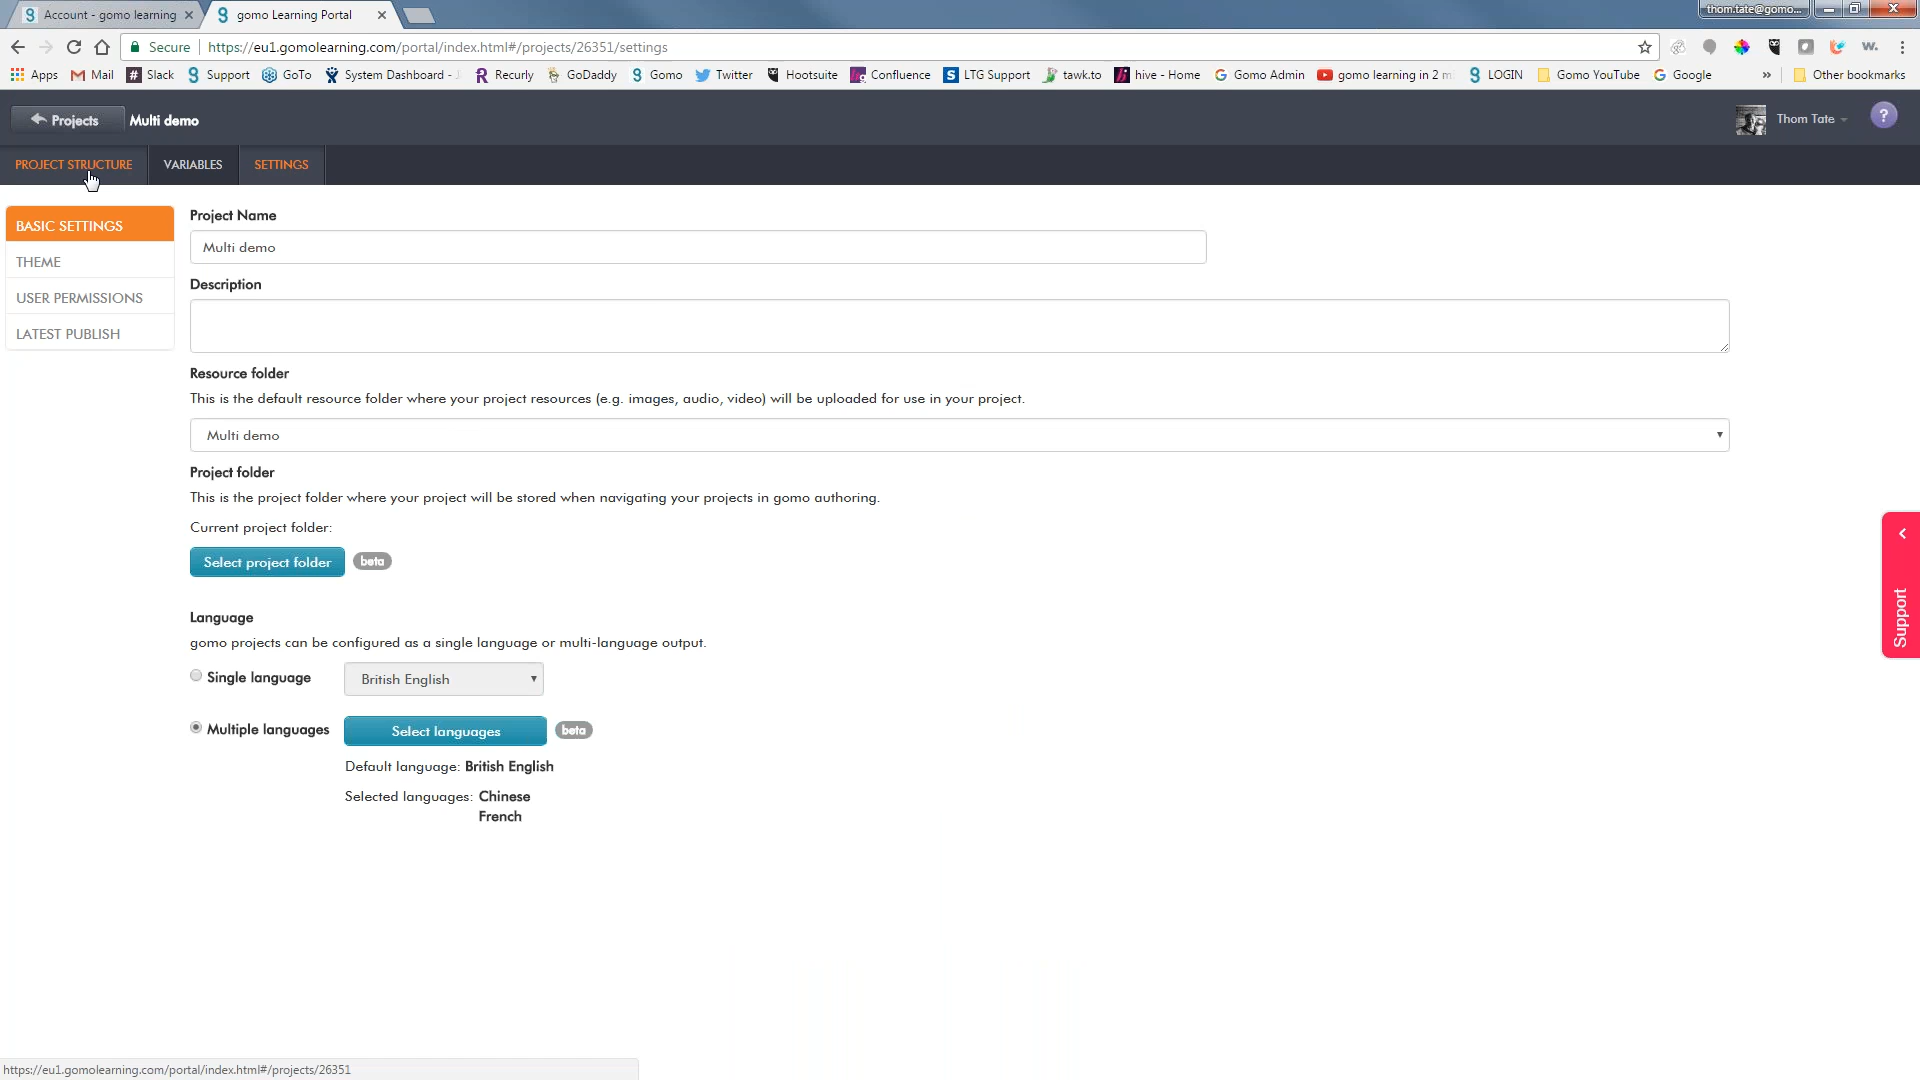 Account - gomo learning
gomo Learning Portal
thom.tate@gomo...
Secure
https://eu1.gomolearning.com/portal/index.html#/projects/26351/settings
Apps
Mail
Slack
Support
GoTo
System Dashboard -
Recurly
GoDaddy
Gomo
Twitter
Hootsuite
Confluence
LTG Support
tawk.to
hive - Home
Gomo Admin
gomo learning in 2 m
LOGIN
Gomo YouTube
Google
»
Other bookmarks
Projects
Multi demo
Thom Tate
?
PROJECT STRUCTURE
VARIABLES
SETTINGS
BASIC SETTINGS
THEME
USER PERMISSIONS
LATEST PUBLISH
Project Name
Multi demo
Description
Resource folder
This is the default resource folder where your project resources (e.g. images, audio, video) will be uploaded for use in your project.
Multi demo
Project folder
This is the project folder where your project will be stored when navigating your projects in gomo authoring.
Current project folder:
Select project folder
beta
Language
gomo projects can be configured as a single language or multi-language output.
Single language
British English
Multiple languages
Select languages
beta
Default language: British English
Selected languages: Chinese
French
Support
https://eu1.gomolearning.com/portal/index.html#/projects/26351